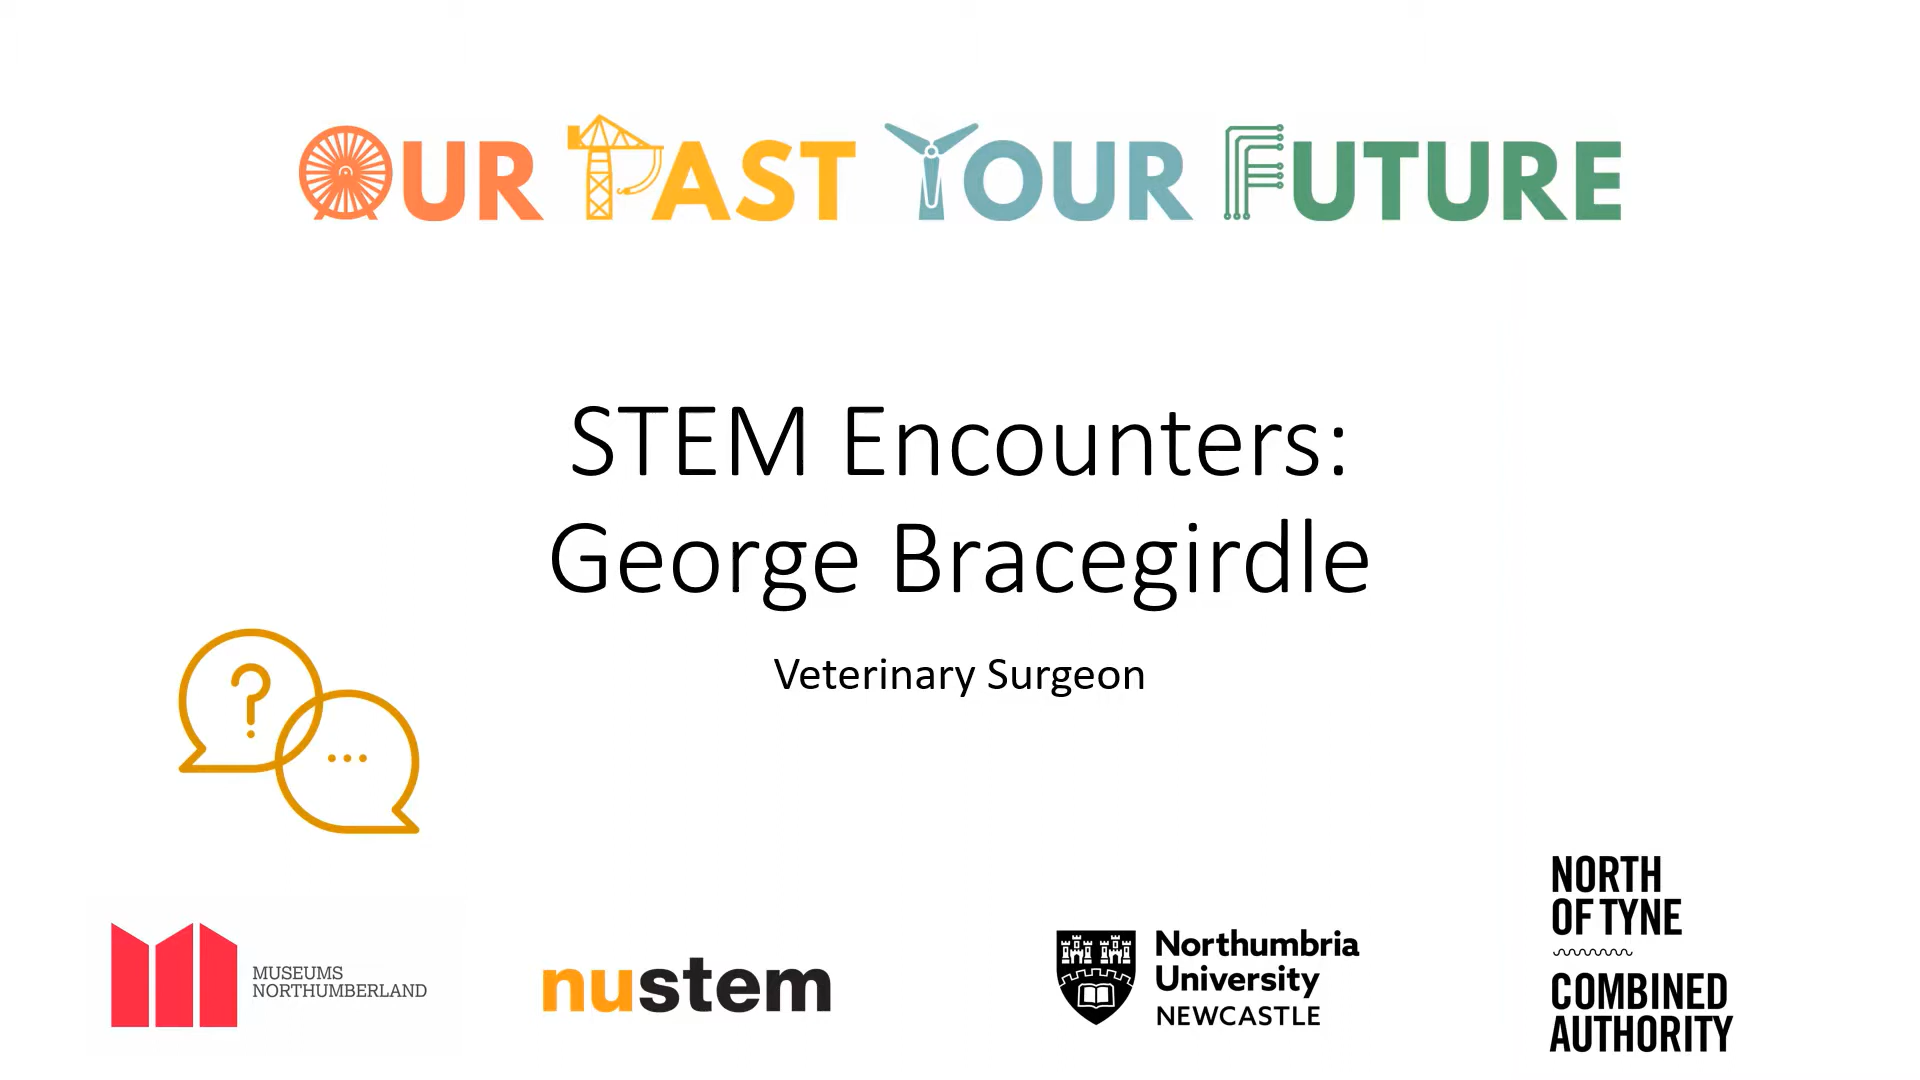 OUR PAST YOUR FUTURE
STEM Encounters:
George Bracegirdle
Veterinary Surgeon
?
...
MUSEUMS
NORTHUMBERLAND
nustem
Northumbria
University
NEWCASTLE
NORTH
OF TYNE
COMBINED
AUTHORITY